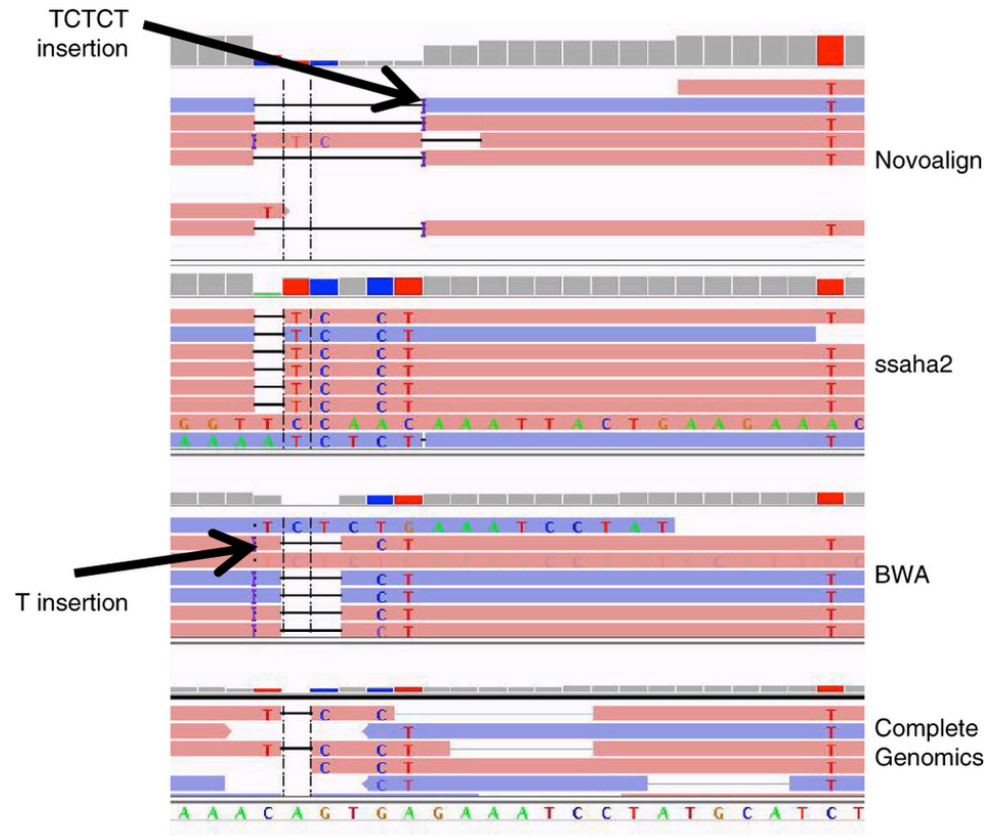 TCTCT
insertion
T
T
T
T C T
T
T
T
Novoalign
T C C T T
T C C T
T C C T T
T C C T T
T C C T T
T C C T T
G G T T C C A A C A A A T T A C T G A A G A A A C
A A A A T C T C T T
ssaha2
T C T C T G A A A T C C T A T
C T T
C T T
C T T
C T T
C T T
BWA
T insertion
T C C T
T T
T C C T T
C C T T
C T T
Complete
Genomics
A A A C A G T G A G A A A T C C T A T G C A T C T